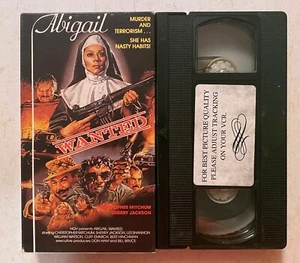 Abigail
MURDER
AND
TERRORISM...
SHE HAS
NASTY HABITS!
WANTED
CHRISTOPHER MITCHUM
SHERRY JACKSON
FOR BEST PICTURE QUALITY
PLEASE ADJUST TRACKING
ON YOUR VCR.